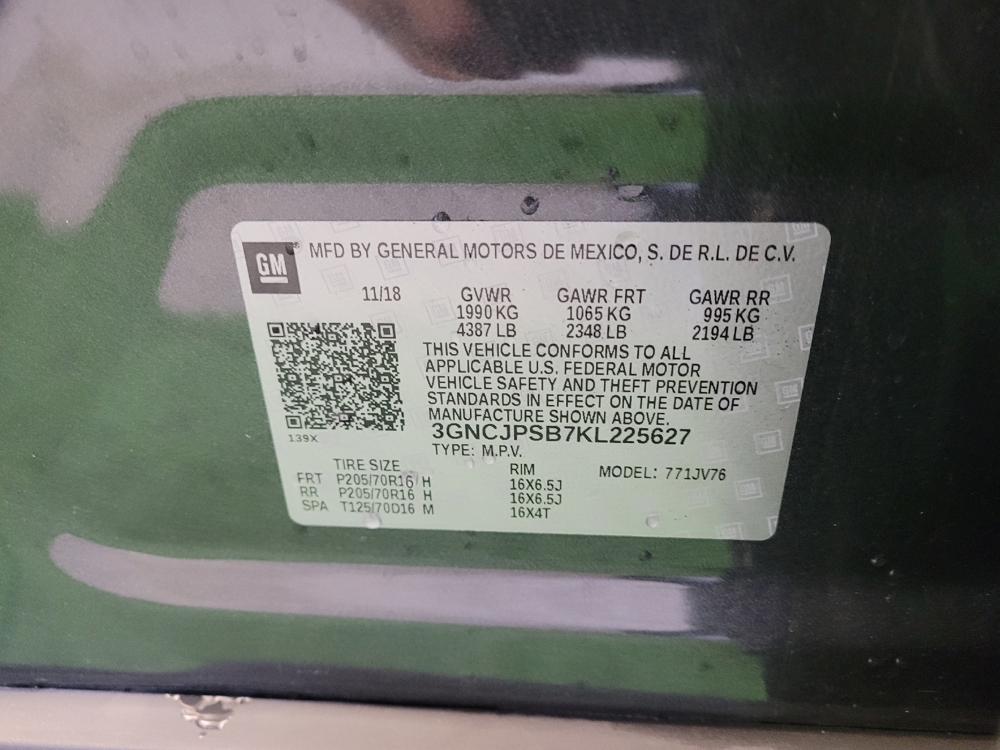 GM MFD BY GENERAL MOTORS DE MEXICO, S. DE R.L. DE C.V.
11/18 GVWR GAWR FRT GAWR RR
1990 KG 1065 KG 995 KG
4387 LB 2348 LB 2194 LB
THIS VEHICLE CONFORMS TO ALL
APPLICABLE U.S. FEDERAL MOTOR
VEHICLE SAFETY AND THEFT PREVENTION
STANDARDS IN EFFECT ON THE DATE OF
MANUFACTURE SHOWN ABOVE.
139X
3GNCJPSB7KL225627
TYPE: M.P.V.
TIRE SIZE RIM MODEL: 771JV76
FRT P205/70R16 H 16X6.5J
RR P205/70R16 H 16X6.5J
SPA T125/70D16 M 16X4T